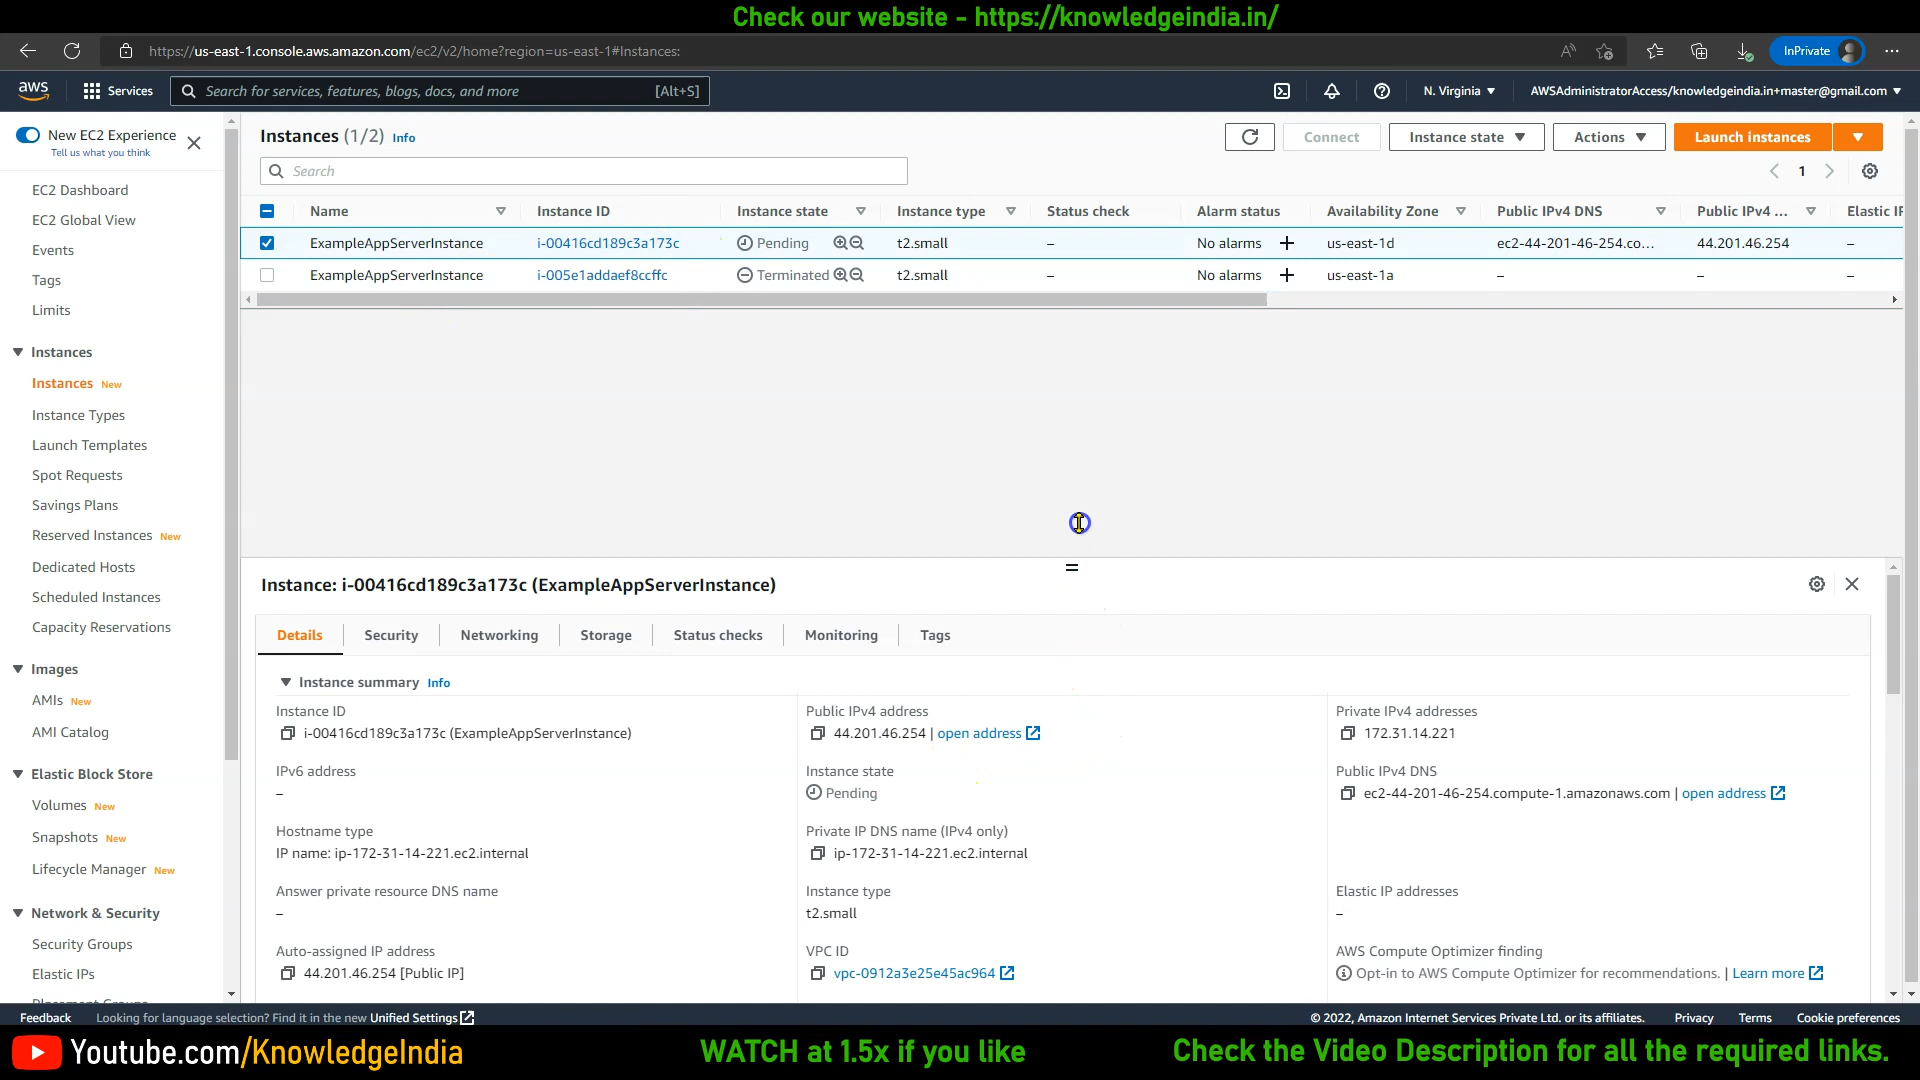 Check our website - https://knowledgeindia.in/
https://us-east-1.console.aws.amazon.com/ec2/v2/home?region=us-east-1#Instances:
InPrivate
aws
Services
Search for services, features, blogs, docs, and more [Alt+S]
N. Virginia
AWSAdministratorAccess/knowledgeindia.in+master@gmail.com
New EC2 Experience
Tell us what you think
EC2 Dashboard
EC2 Global View
Events
Tags
Limits
Instances
Instances New
Instance Types
Launch Templates
Spot Requests
Savings Plans
Reserved Instances New
Dedicated Hosts
Scheduled Instances
Capacity Reservations
Images
AMIs New
AMI Catalog
Elastic Block Store
Volumes New
Snapshots New
Lifecycle Manager New
Network & Security
Security Groups
Elastic IPs
Placement Groups
Instances (1/2) Info
Connect
Instance state
Actions
Launch instances
Search
1
Name Instance ID Instance state Instance type Status check Alarm status Availability Zone Public IPv4 DNS Public IPv4 ... Elastic IP
ExampleAppServerInstance i-00416cd189c3a173c Pending t2.small – No alarms + us-east-1d ec2-44-201-46-254.co... 44.201.46.254 –
ExampleAppServerInstance i-005e1addaef8ccffc Terminated t2.small – No alarms + us-east-1a – – –
Instance: i-00416cd189c3a173c (ExampleAppServerInstance)
Details Security Networking Storage Status checks Monitoring Tags
Instance summary Info
Instance ID
i-00416cd189c3a173c (ExampleAppServerInstance)
Public IPv4 address
44.201.46.254 | open address
Private IPv4 addresses
172.31.14.221
IPv6 address
–
Instance state
Pending
Public IPv4 DNS
ec2-44-201-46-254.compute-1.amazonaws.com | open address
Hostname type
IP name: ip-172-31-14-221.ec2.internal
Private IP DNS name (IPv4 only)
ip-172-31-14-221.ec2.internal
Answer private resource DNS name
–
Instance type
t2.small
Elastic IP addresses
–
Auto-assigned IP address
44.201.46.254 [Public IP]
VPC ID
vpc-0912a3e25e45ac964
AWS Compute Optimizer finding
Opt-in to AWS Compute Optimizer for recommendations. | Learn more
Feedback
Looking for language selection? Find it in the new Unified Settings
© 2022, Amazon Internet Services Private Ltd. or its affiliates.
Privacy
Terms
Cookie preferences
Youtube.com/KnowledgeIndia
WATCH at 1.5x if you like
Check the Video Description for all the required links.